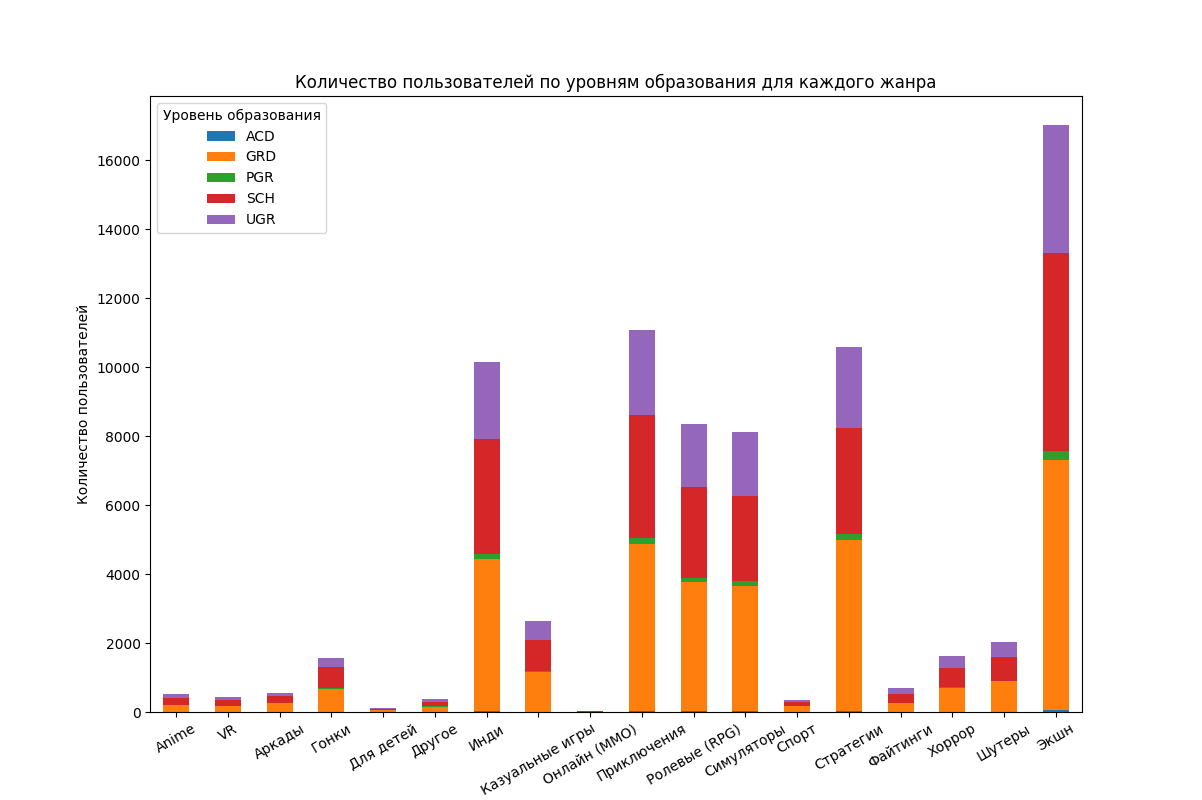 Количество пользователей по уровням образования для каждого жанра
Уровень образования
ACD
GRD
PGR
SCH
UGR
Количество пользователей
16000
14000
12000
10000
8000
6000
4000
2000
0
Anime
VR
Аркады
Гонки
Для детей
Другое
Инди
Казуальные игры
Онлайн (ММО)
Приключения
Ролевые (RPG)
Симуляторы
Спорт
Стратегии
Файтинги
Хоррор
Шутеры
Экшн